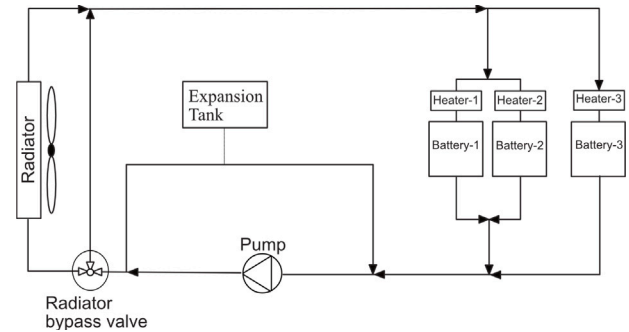 Expansion
Tank
Heater-1
Heater-2
Heater-3
Radiator
Battery-1
Battery-2
Battery-3
Pump
Radiator
bypass valve